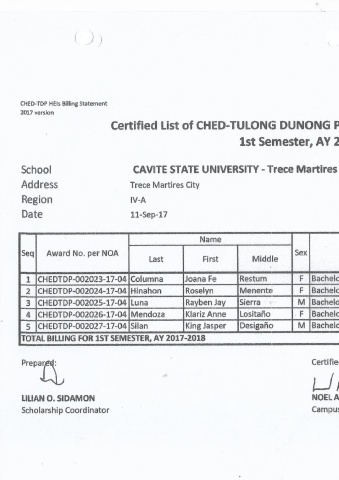 CHED-TDP HEIs Billing Statement
2017 version
Certified List of CHED-TULONG DUNONG P
1st Semester, AY 2
School CAVITE STATE UNIVERSITY - Trece Martires
Address Trece Martires City
Region IV-A
Date 11-Sep-17
Seq Award No. per NOA Name Sex
Last First Middle
1 CHEDTDP-002023-17-04 Columna Joana Fe Restum F Bachelo
2 CHEDTDP-002024-17-04 Hinahon Roselyn Menente F Bachelo
3 CHEDTDP-002025-17-04 Luna Rayben Jay Sierra M Bachelo
4 CHEDTDP-002026-17-04 Mendoza Klariz Anne Lositaño F Bachelo
5 CHEDTDP-002027-17-04 Silan King Jasper Desigaño M Bachelo
TOTAL BILLING FOR 1ST SEMESTER, AY 2017-2018
Prepared: Certifie
LILIAN O. SIDAMON NOEL A
Scholarship Coordinator Campus